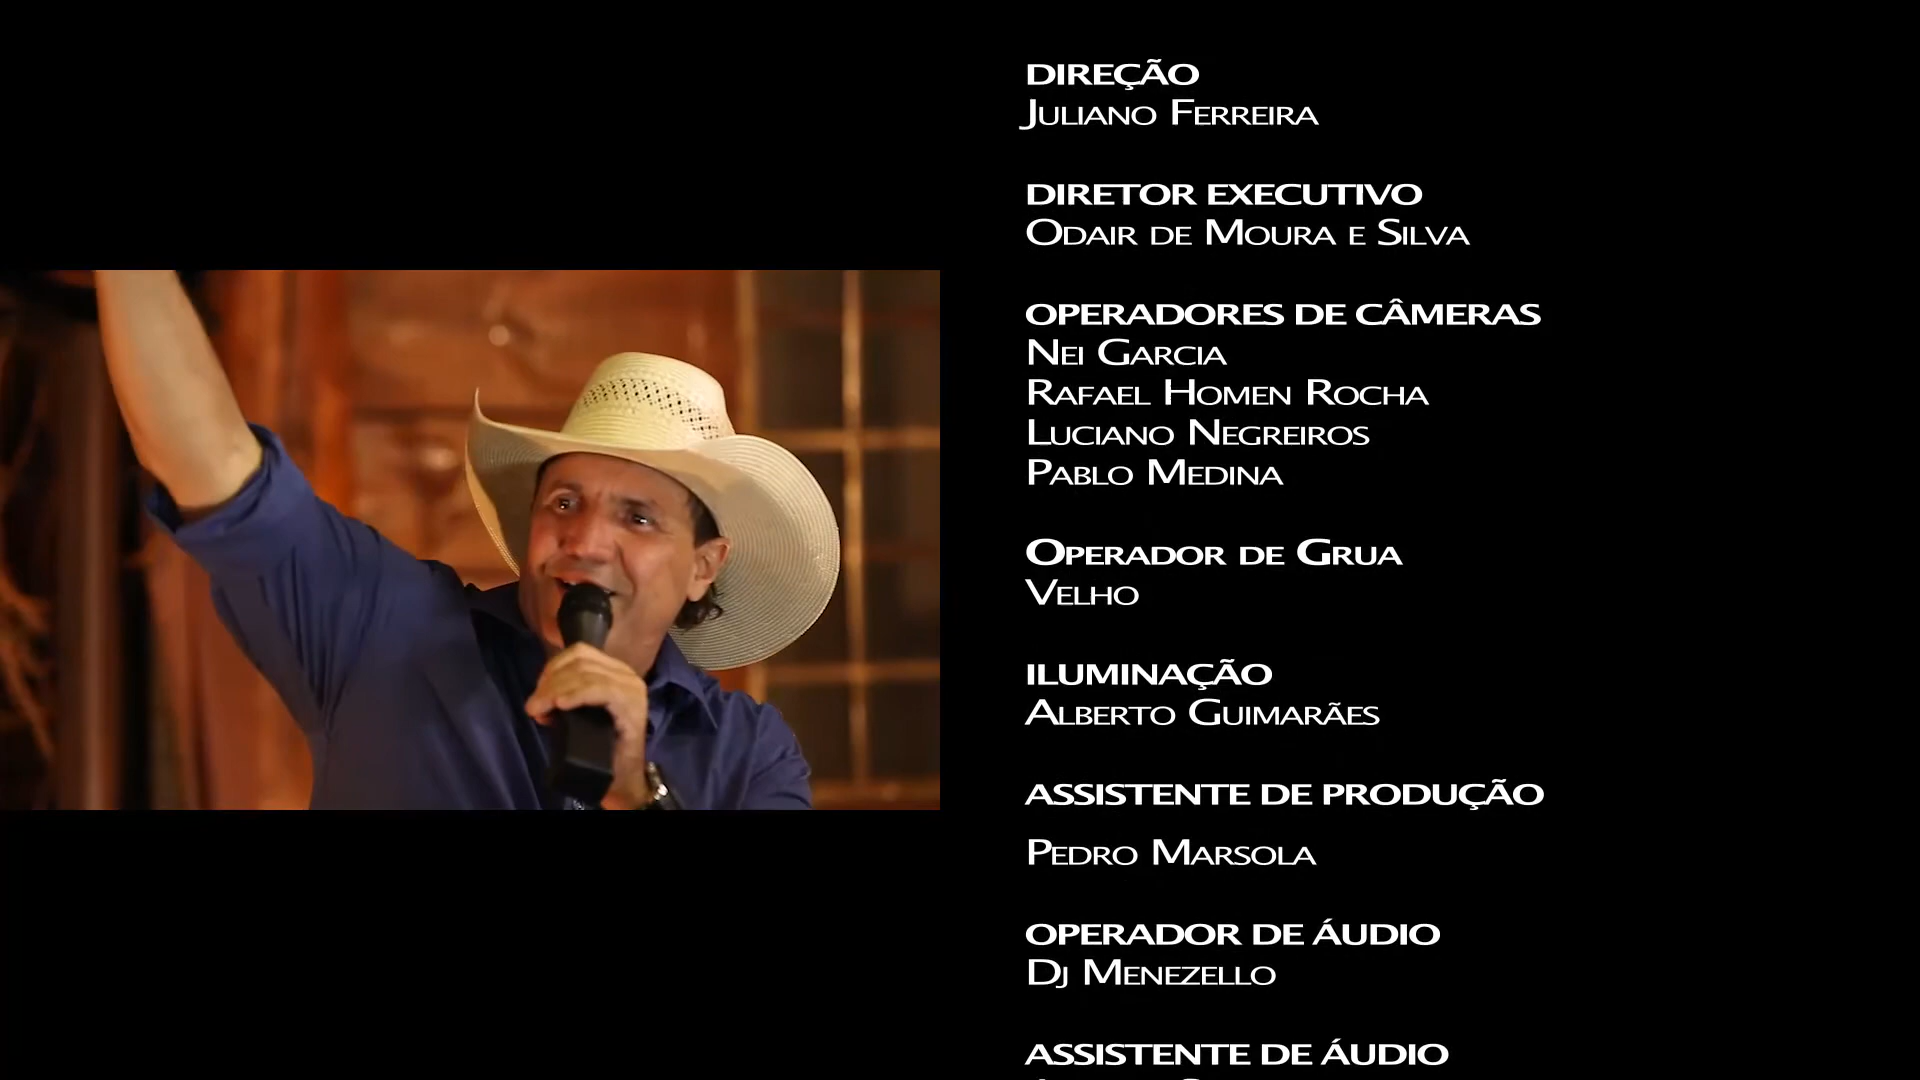 DIREÇÃO
Juliano Ferreira
DIRETOR EXECUTIVO
Odair de Moura e Silva
OPERADORES DE CÂMERAS
Nei Garcia
Rafael Homen Rocha
Luciano Negreiros
Pablo Medina
Operador de Grua
Velho
ILUMINAÇÃO
Alberto Guimarães
ASSISTENTE DE PRODUÇÃO
Pedro Marsola
OPERADOR DE ÁUDIO
Dj Menezello
ASSISTENTE DE ÁUDIO